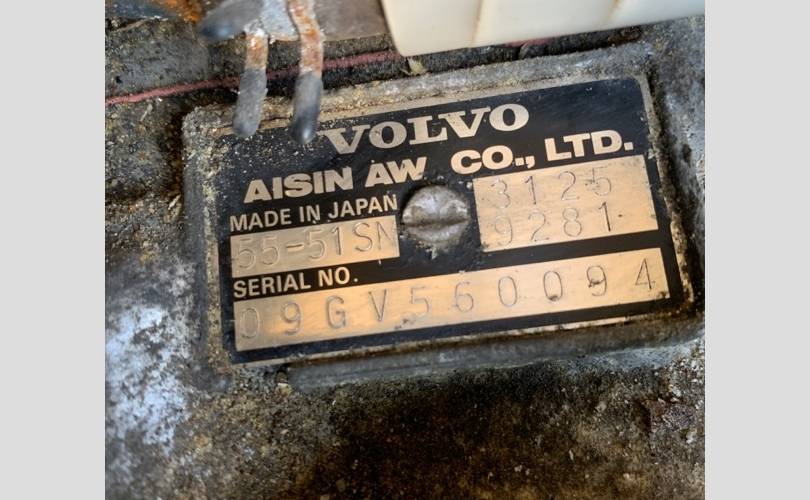 VOLVO
AISIN AW CO., LTD.
MADE IN JAPAN
3125
9281
55-51SN
SERIAL NO.
09GV560094